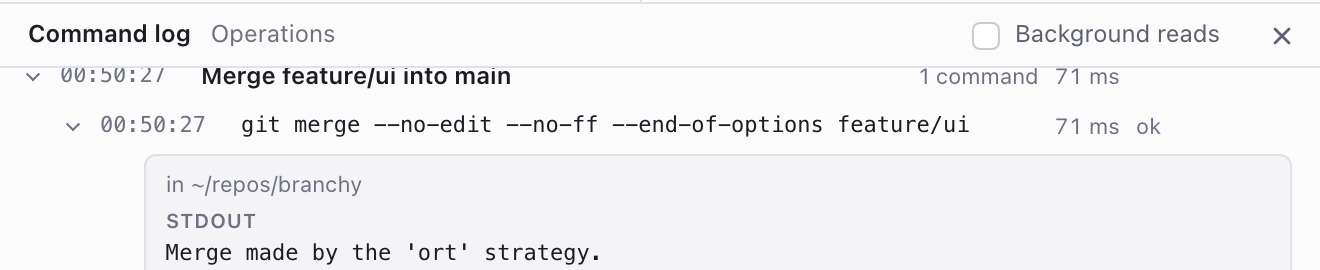 Command log Operations Background reads
00:50:27 Merge feature/ui into main 1 command 71 ms
00:50:27 git merge --no-edit --no-ff --end-of-options feature/ui 71 ms ok
in ~/repos/branchy
STDOUT
Merge made by the 'ort' strategy.